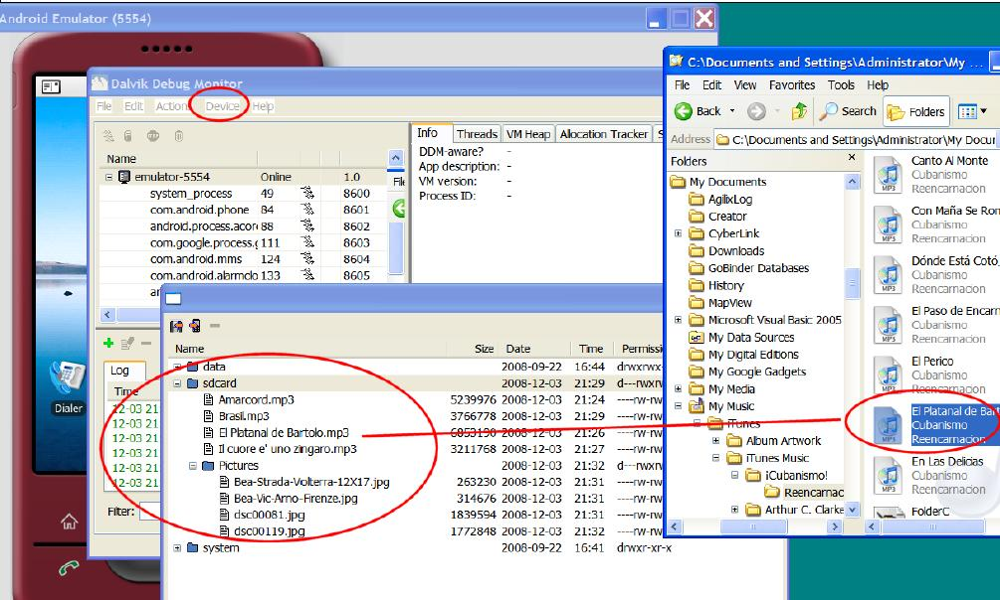 Android Emulator (5554)
Dalvik Debug Monitor
File Edit Actions Device Help
Name
emulator-5554 Online 1.0
system_process 49 8600
com.android.phone 84 8601
android.process.acor 88 8602
com.google.process.g 111 8603
com.android.mms 124 8604
com.android.alarmclo 133 8605
Info Threads VM Heap Allocation Tracker S
DDM-aware? -
App description: -
VM version: -
Process ID: -
File
Log
Time
12-03 21
12-03 21
12-03 21
12-03 21
12-03 21
12-03 21
Filter:
Dialer
Name Size Date Time Permissi
data 2008-09-22 16:44 drwxrwx-
sdcard 2008-12-03 21:29 d---rwxr
Amarcord.mp3 5239976 2008-12-03 21:24 ----rw-rw
Brasil.mp3 3766778 2008-12-03 21:29 ----rw-rw
El Platanal de Bartolo.mp3 6853190 2008-12-03 21:26 ----rw-rw
Il cuore e' uno zingaro.mp3 3211768 2008-12-03 21:27 ----rw-rw
Pictures 2008-12-03 21:32 d---rwxr
Bea-Strada-Volterra-12X17.jpg 263230 2008-12-03 21:31 ----rw-rw
Bea-Vic-Arno-Firenze.jpg 314676 2008-12-03 21:31 ----rw-rw
dsc00081.jpg 1839594 2008-12-03 21:31 ----rw-rw
dsc00119.jpg 1772848 2008-12-03 21:32 ----rw-rw
system 2008-09-22 16:41 drwxr-xr-x
C:\Documents and Settings\Administrator\My ...
File Edit View Favorites Tools Help
Back Search Folders
Address C:\Documents and Settings\Administrator\My Docum
Folders
My Documents
AgilixLog
Creator
CyberLink
Downloads
GoBinder Databases
History
MapView
Microsoft Visual Basic 2005
My Data Sources
My Digital Editions
My Google Gadgets
My Media
My Music
iTunes
Album Artwork
iTunes Music
¡Cubanismo!
Reencarnac
Arthur C. Clarke
Canto Al Monte
Cubanismo
Reencarnacion
MP3
Con Maña Se Rom
Cubanismo
Reencarnacion
MP3
Dónde Está Cotó,
Cubanismo
Reencarnacion
MP3
El Paso de Encarn
Cubanismo
Reencarnacion
MP3
El Perico
Cubanismo
Reencarnacion
MP3
El Platanal de Bart
Cubanismo
Reencarnacion
MP3
En Las Delicias
Cubanismo
Reencarnacion
MP3
FolderC